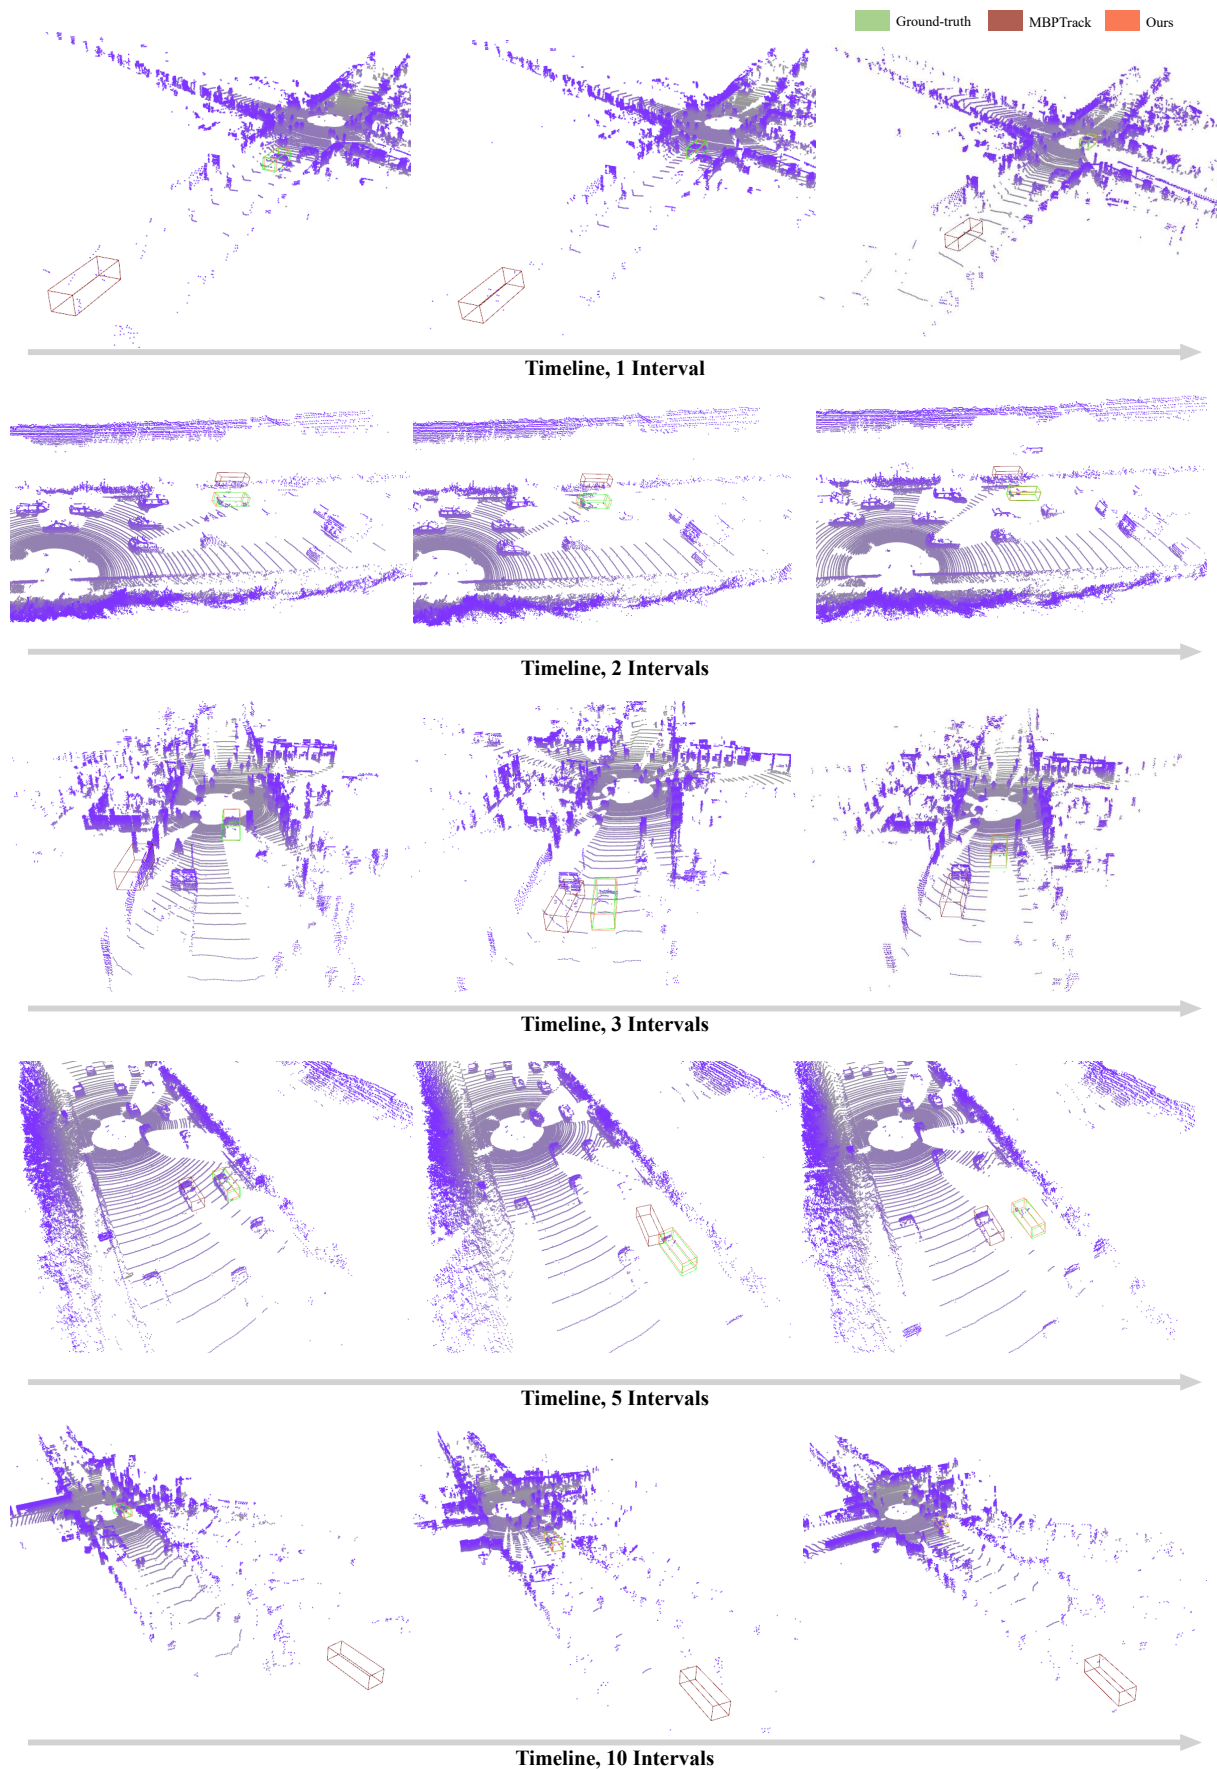 Ground-truth MBPTrack Ours
Timeline, 1 Interval
Timeline, 2 Intervals
Timeline, 3 Intervals
Timeline, 5 Intervals
Timeline, 10 Intervals